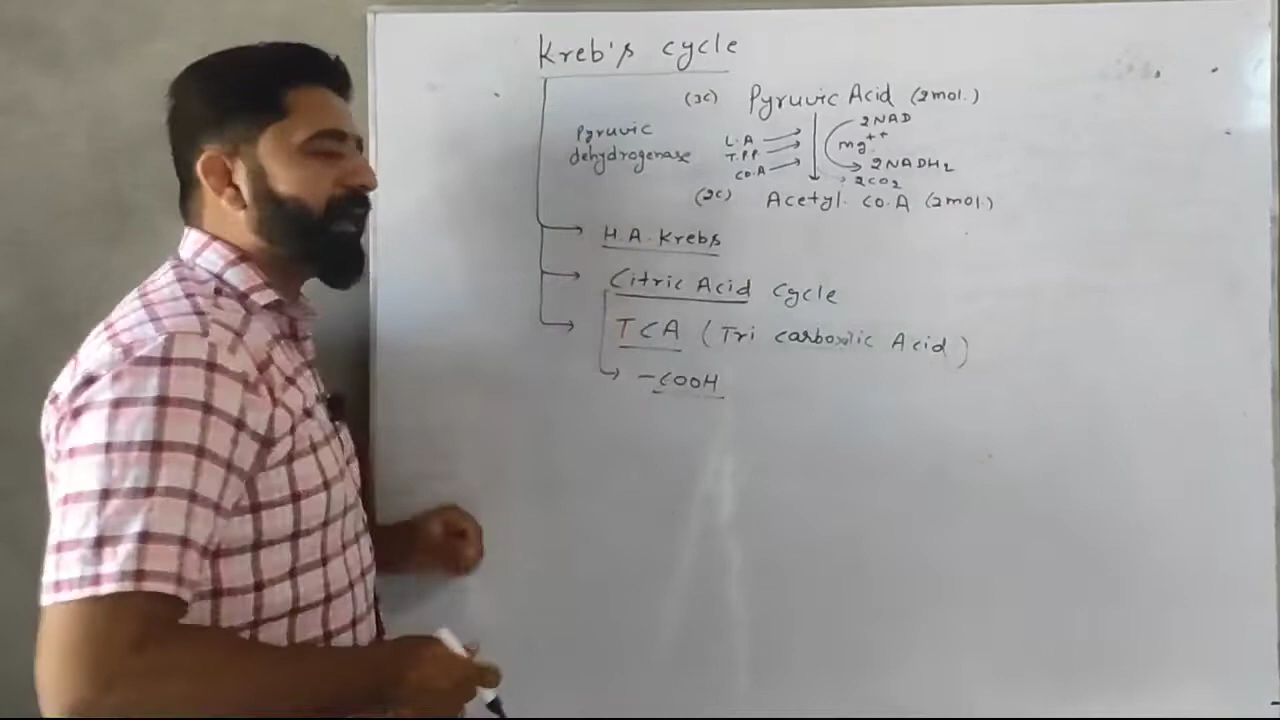 Kreb's cycle
(3C) Pyruvic Acid (2mol.)
2NAD
Pyruvic
dehydrogenase
L.A
T.P.P
CO.A
mg++
2NADH2
2CO2
(2C) Acetyl. CO.A (2mol.)
H.A. Krebs
Citric Acid Cycle
TCA (Tri carboxlic Acid)
-COOH